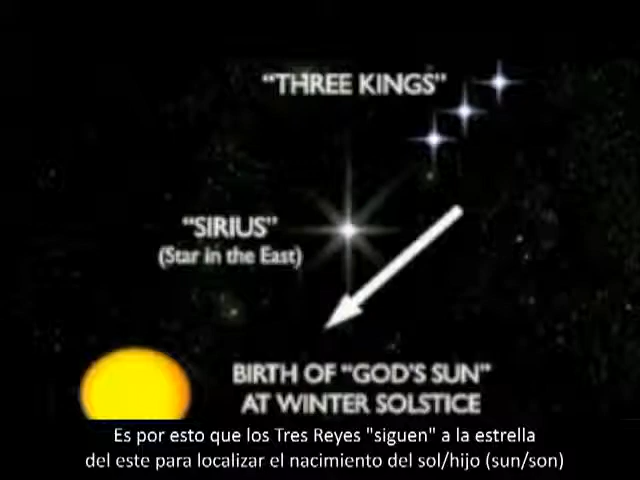 “THREE KINGS”
“SIRIUS”
(Star in the East)
BIRTH OF “GOD'S SUN”
AT WINTER SOLSTICE
Es por esto que los Tres Reyes "siguen" a la estrella
del este para localizar el nacimiento del sol/hijo (sun/son)